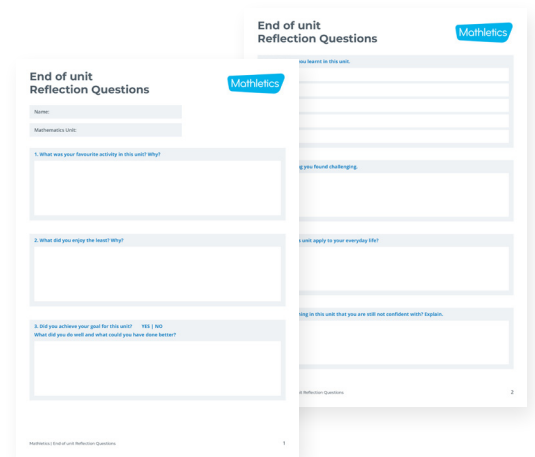 End of unit
Reflection Questions
Mathletics
Name:
Mathematics Unit:
1. What was your favourite activity in this unit? Why?
2. What did you enjoy the least? Why?
3. Did you achieve your goal for this unit? YES | NO
What did you do well and what could you have done better?
Mathletics | End of unit Reflection Questions
1
End of unit
Reflection Questions
Mathletics
you learnt in this unit.
you found challenging.
unit apply to your everyday life?
in this unit that you are still not confident with? Explain.
Reflection Questions
2